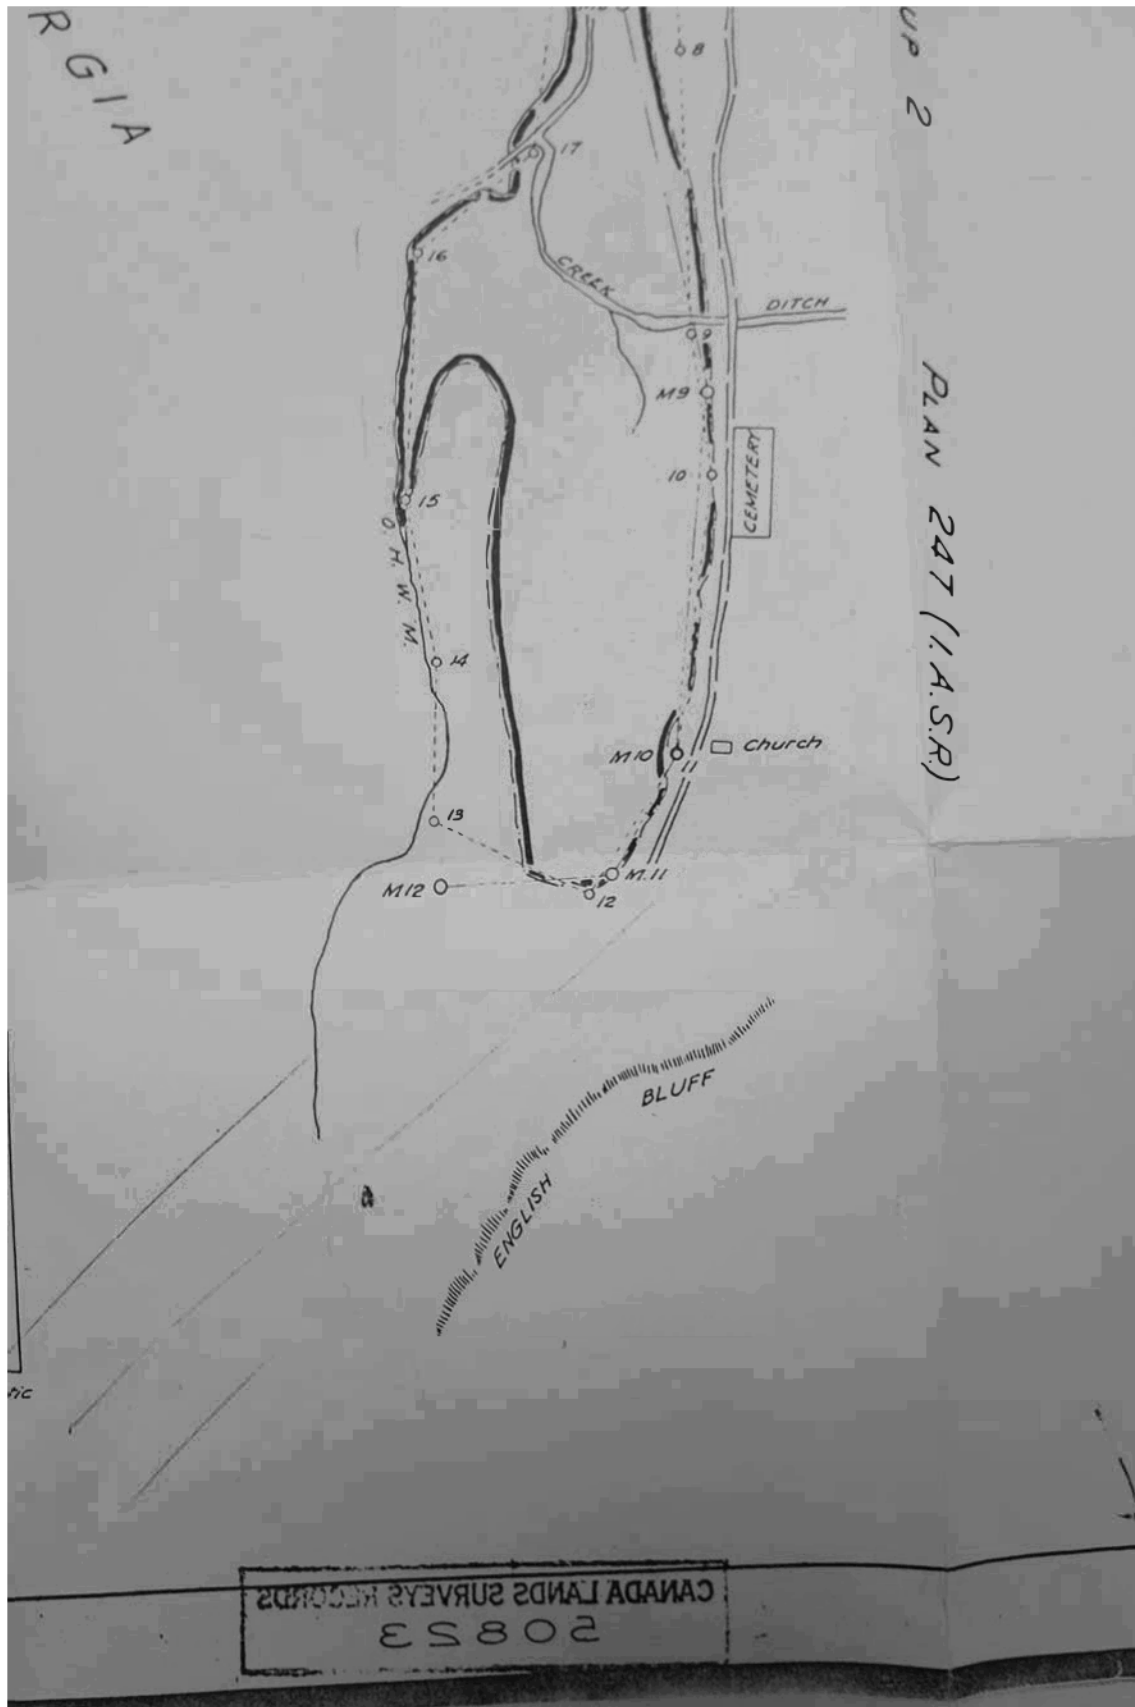 RGIA
UP 2
8
17
16
CREEK
DITCH
9
M9
10
CEMETERY
PLAN 247 (I.A.S.R.)
15
O. H. W. M.
14
M10
11
Church
13
M12
M.11
12
BLUFF
ENGLISH
tic
CANADA LANDS SURVEYS RECORDS
50823